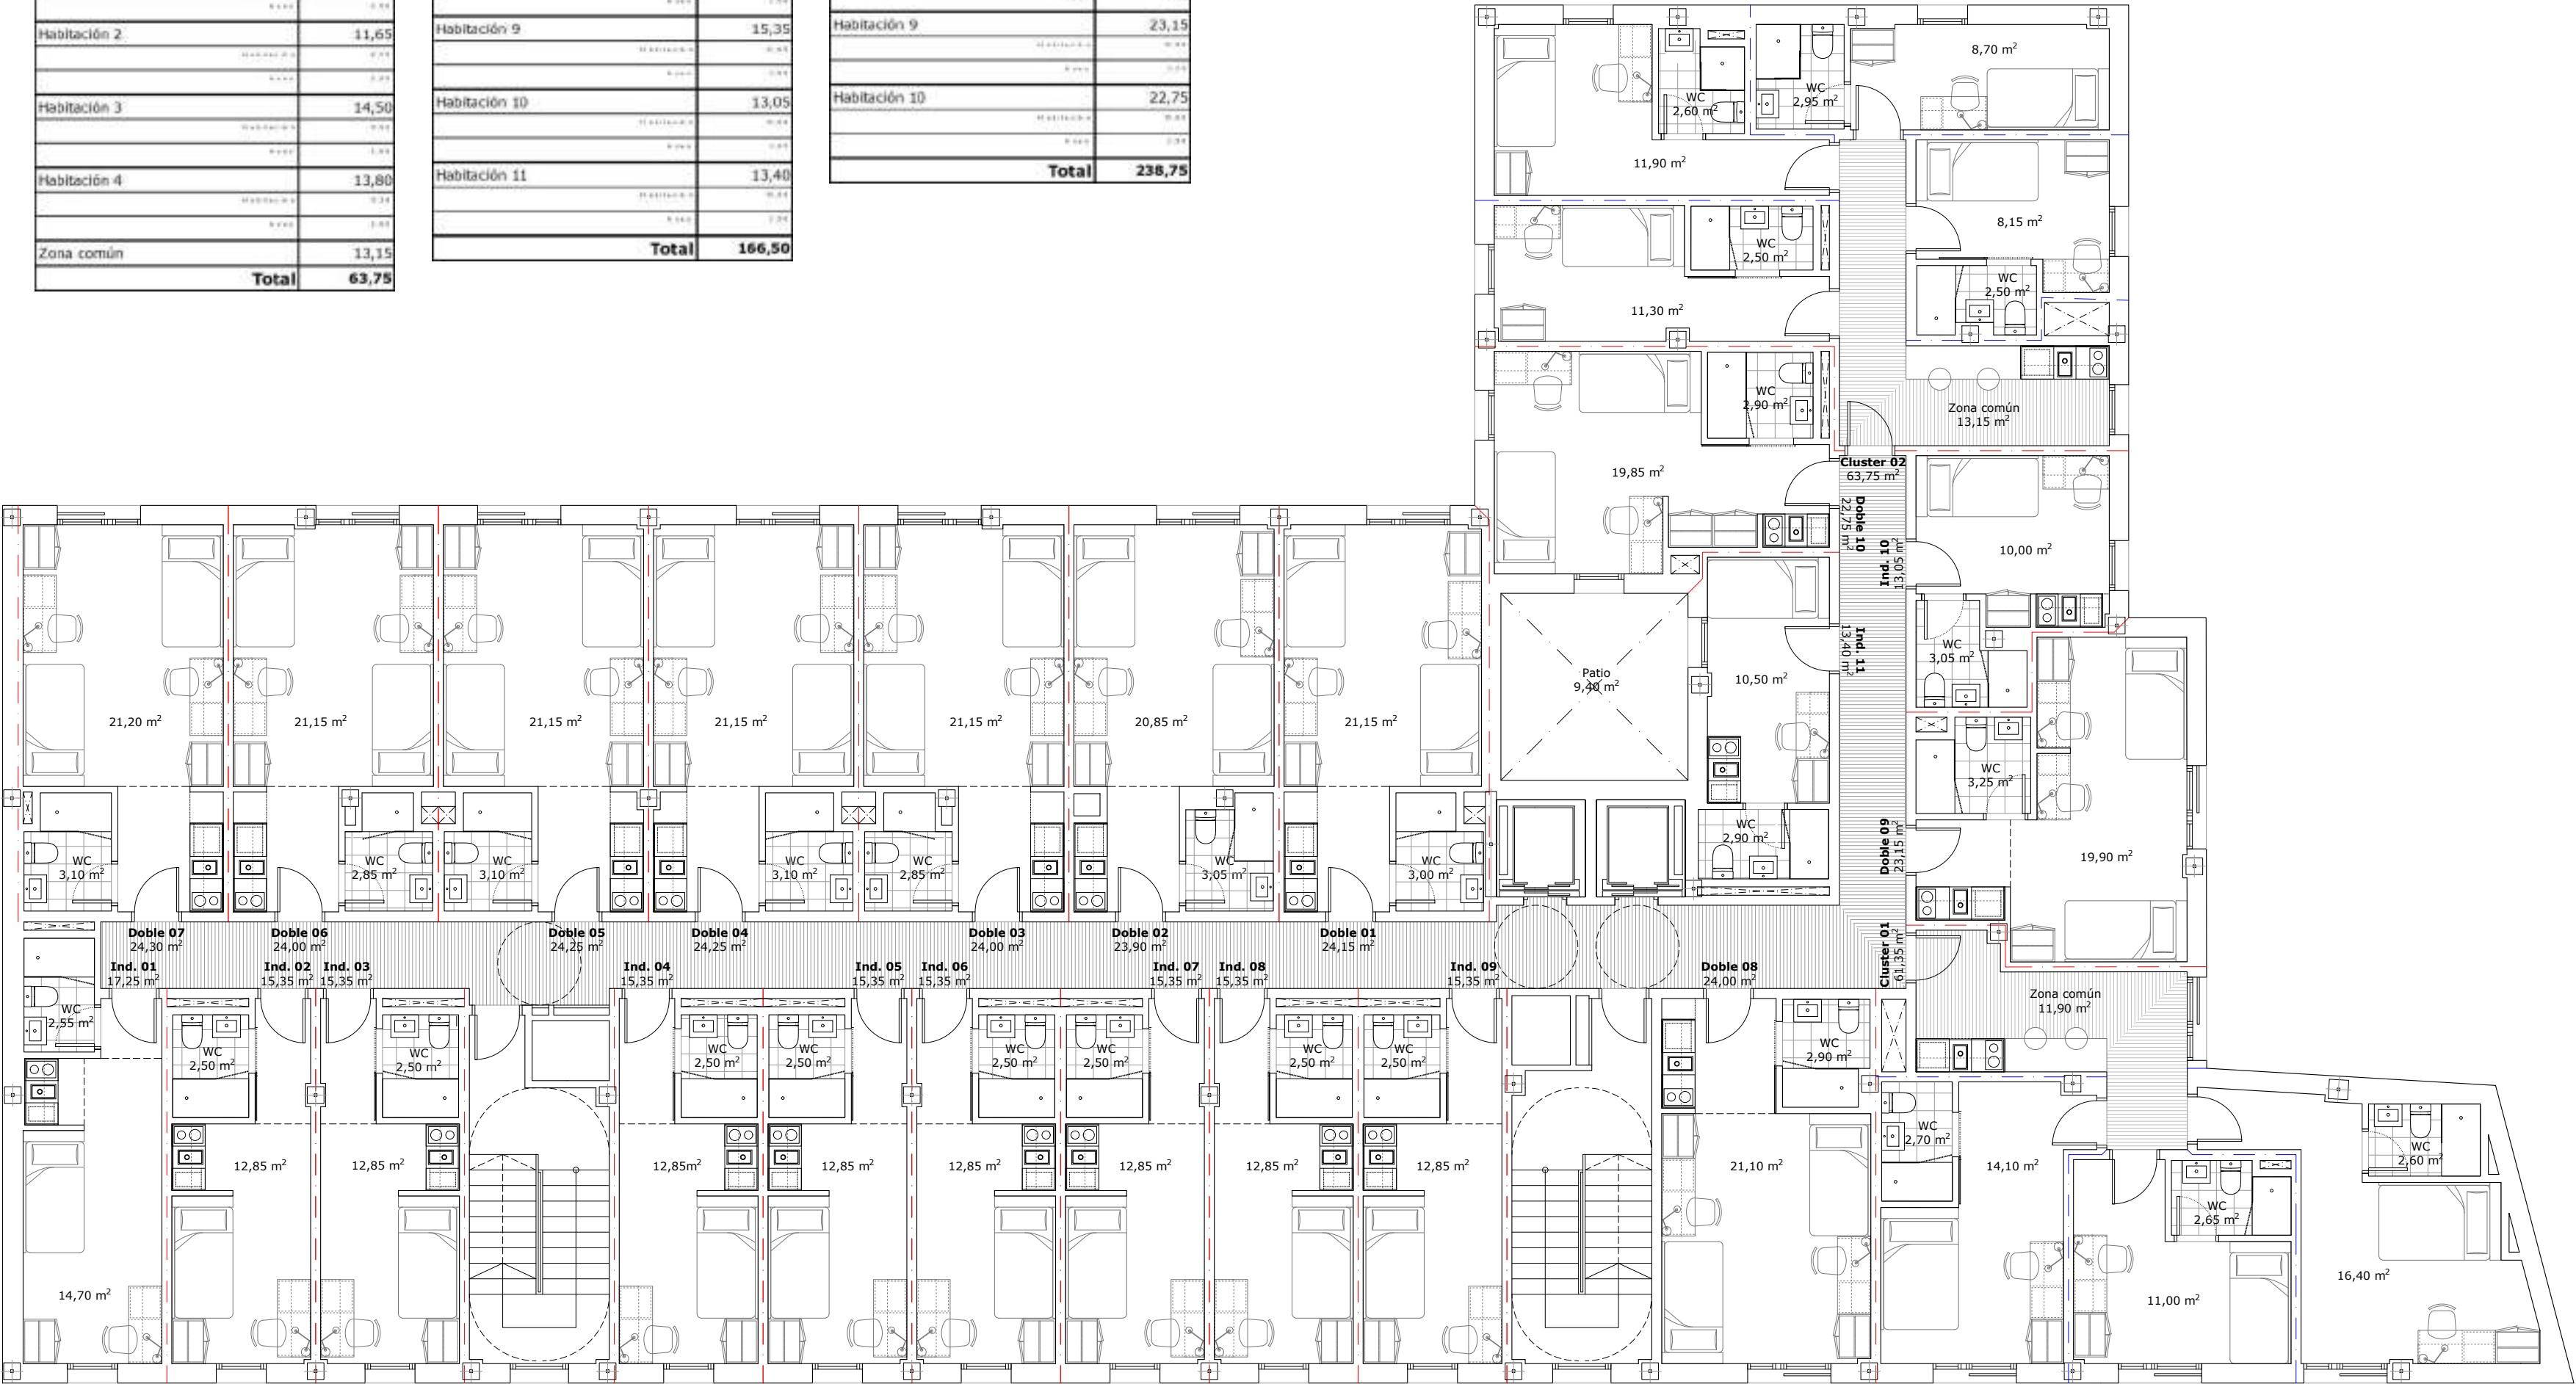 Habitación 2 11,65
Habitación 3 14,50
Habitación 4 13,80
Zona común 13,15
Total 63,75
Habitación 9 15,35
Habitación 10 13,05
Habitación 11 13,40
Total 166,50
Habitación 9 23,15
Habitación 10 22,75
Total 238,75
8,70 m²
WC
2,60 m²
WC
2,95 m²
11,90 m²
8,15 m²
WC
2,50 m²
WC
2,50 m²
11,30 m²
WC
2,90 m²
Zona común
13,15 m²
19,85 m²
Cluster 02
63,75 m²
Doble 10
22,75 m²
Ind. 10
13,05 m²
10,00 m²
Ind. 11
13,40 m²
WC
3,05 m²
Patio
9,40 m²
10,50 m²
21,20 m²
21,15 m²
21,15 m²
21,15 m²
21,15 m²
20,85 m²
21,15 m²
WC
3,25 m²
WC
2,90 m²
Doble 09
23,15 m²
19,90 m²
WC
3,10 m²
WC
2,85 m²
WC
3,10 m²
WC
3,10 m²
WC
2,85 m²
WC
3,05 m²
WC
3,00 m²
Doble 07
24,30 m²
Doble 06
24,00 m²
Doble 05
24,25 m²
Doble 04
24,25 m²
Doble 03
24,00 m²
Doble 02
23,90 m²
Doble 01
24,15 m²
Cluster 01
61,35 m²
Ind. 01
17,25 m²
Ind. 02
15,35 m²
Ind. 03
15,35 m²
Ind. 04
15,35 m²
Ind. 05
15,35 m²
Ind. 06
15,35 m²
Ind. 07
15,35 m²
Ind. 08
15,35 m²
Ind. 09
15,35 m²
Doble 08
24,00 m²
Zona común
11,90 m²
WC
2,55 m²
WC
2,50 m²
WC
2,50 m²
WC
2,50 m²
WC
2,50 m²
WC
2,50 m²
WC
2,50 m²
WC
2,50 m²
WC
2,50 m²
WC
2,90 m²
WC
2,70 m²
WC
2,60 m²
12,85 m²
12,85 m²
12,85m²
12,85 m²
12,85 m²
12,85 m²
12,85 m²
12,85 m²
21,10 m²
14,10 m²
WC
2,65 m²
14,70 m²
11,00 m²
16,40 m²